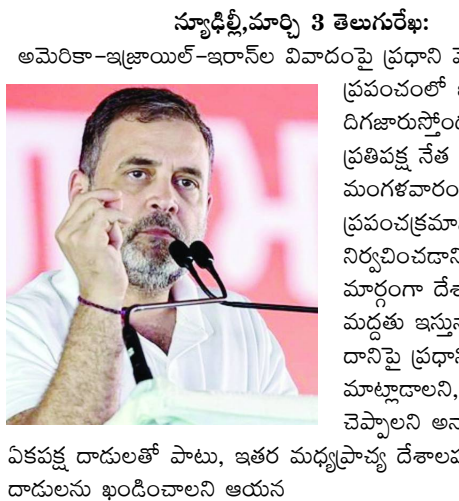 న్యూఢిల్లీ,మార్చి 3 తెలుగురేఖ:
అమెరికా-ఇజ్రాయిల్-ఇరాన్‌ల వివాదంపై ప్రధాని
ప్రపంచంలో
దిగజారుస్తోంది
ప్రతిపక్ష నేత
మంగళవారం
ప్రపంచక్రమా
నిర్వచించడాని
మార్గంగా దేశా
మద్దతు ఇస్తున
దానిపై ప్రధాని
మాట్లాడాలని,
చెప్పాలని అన
ఏకపక్ష దాడులతో పాటు, ఇతర మధ్యప్రాచ్య దేశాలప
దాడులను ఖండించాలని ఆయన